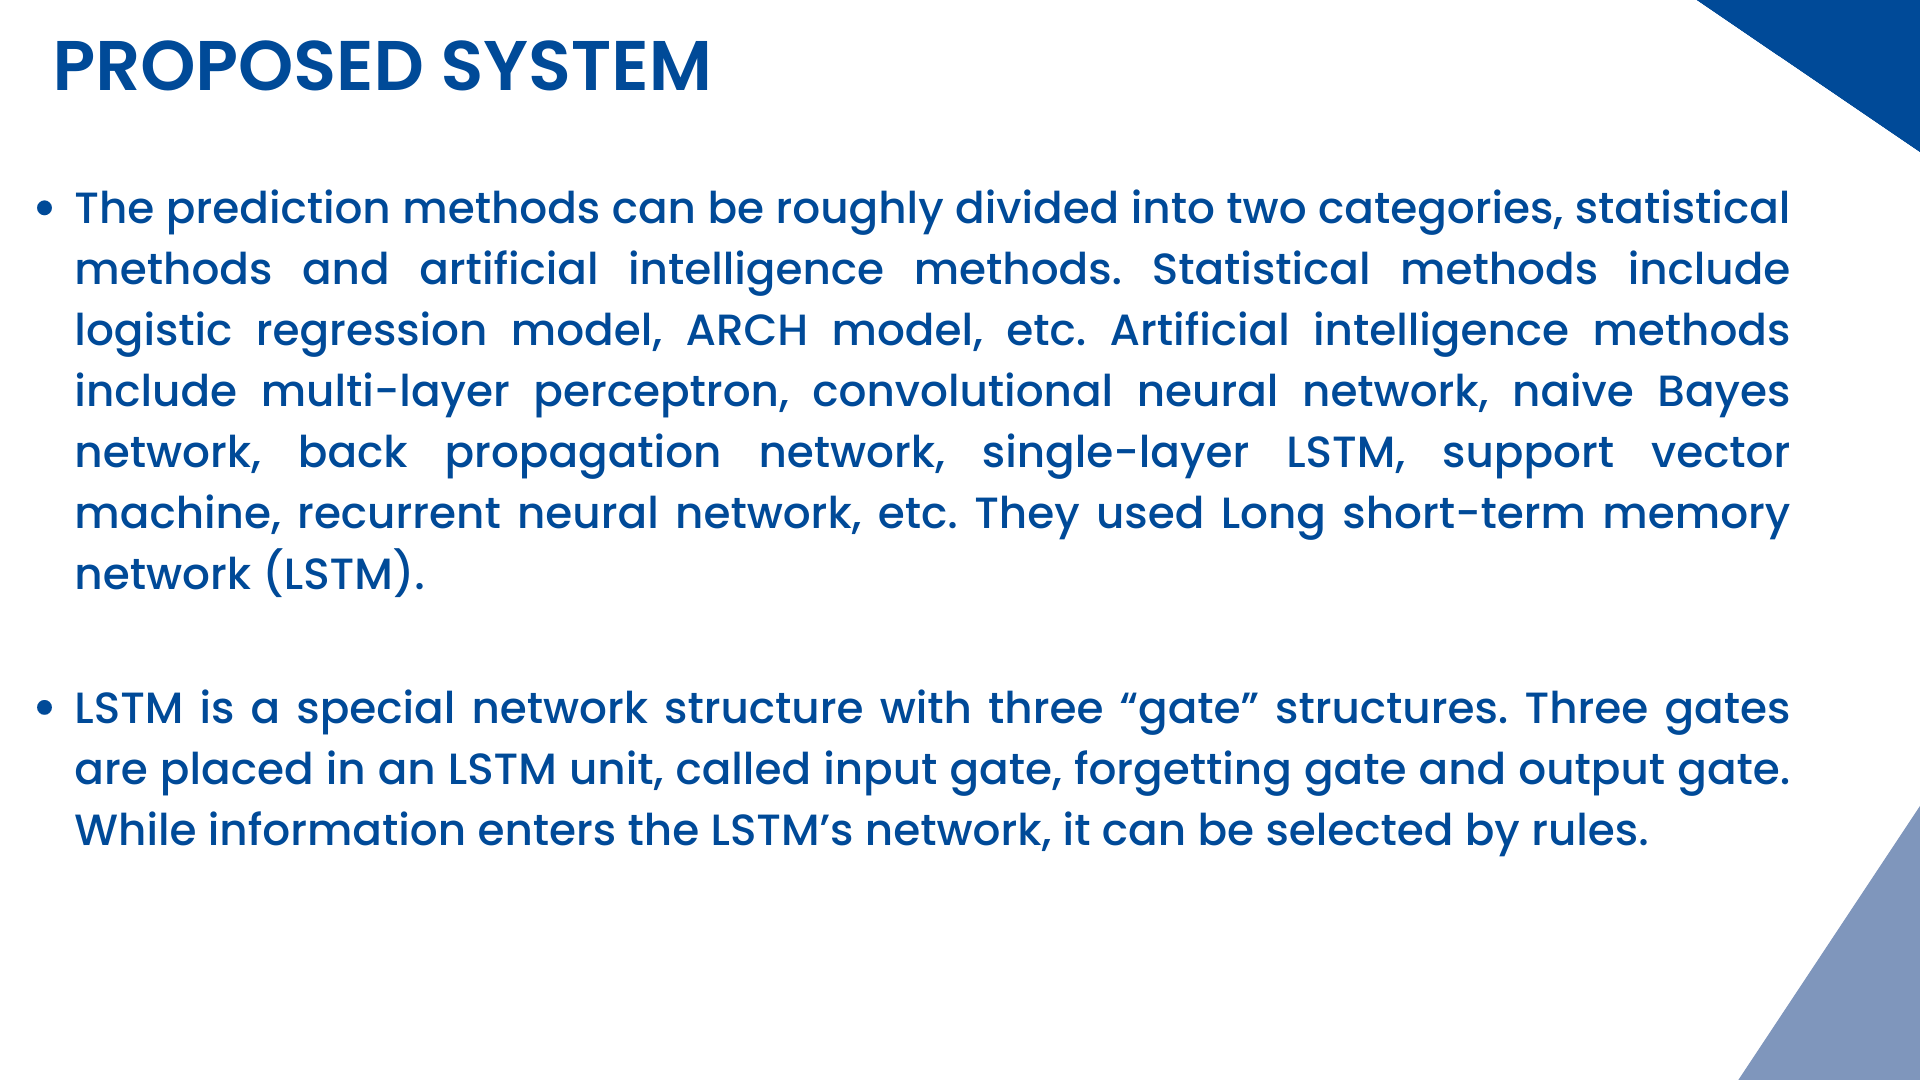 PROPOSED SYSTEM
• The prediction methods can be roughly divided into two categories, statistical
methods and artificial intelligence methods. Statistical methods include
logistic regression model, ARCH model, etc. Artificial intelligence methods
include multi-layer perceptron, convolutional neural network, naive Bayes
network, back propagation network, single-layer LSTM, support vector
machine, recurrent neural network, etc. They used Long short-term memory
network (LSTM).
• LSTM is a special network structure with three “gate” structures. Three gates
are placed in an LSTM unit, called input gate, forgetting gate and output gate.
While information enters the LSTM’s network, it can be selected by rules.